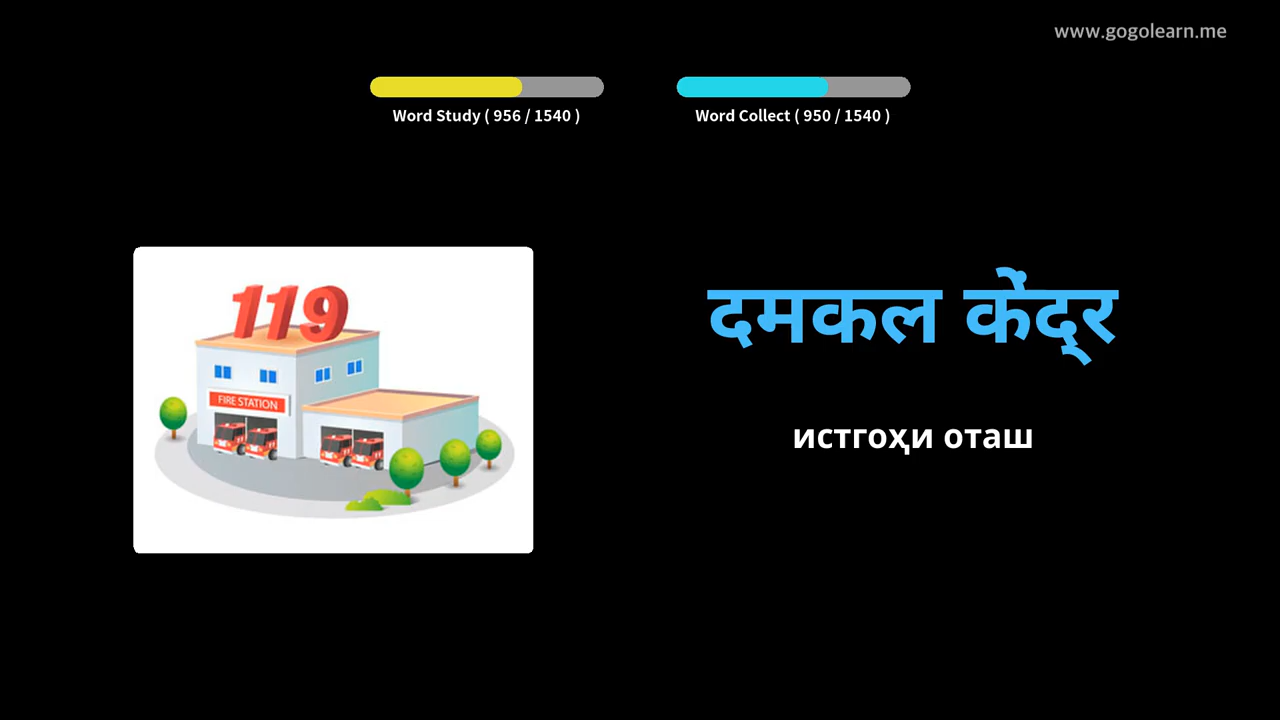 www.gogolearn.me
Word Study ( 956 / 1540 )
Word Collect ( 950 / 1540 )
119
FIRE STATION
दमकल केंद्र
истгоҳи оташ